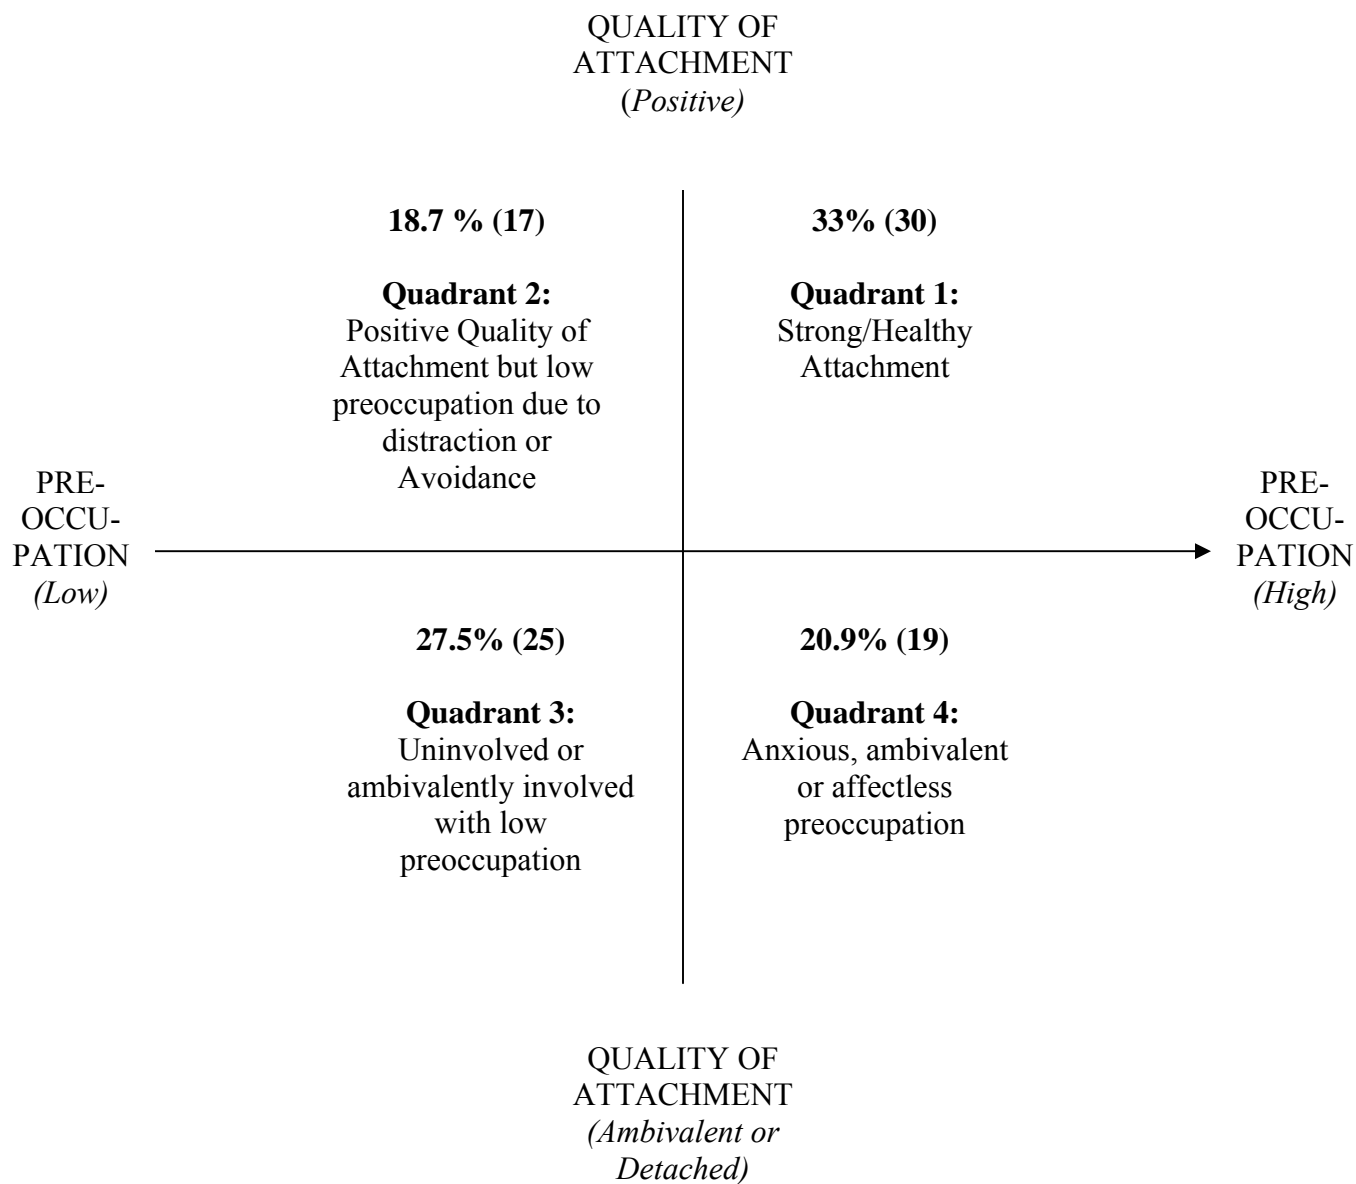 QUALITY OF
ATTACHMENT
(Positive)
18.7 % (17)
Quadrant 2:
Positive Quality of
Attachment but low
preoccupation due to
distraction or
Avoidance
33% (30)
Quadrant 1:
Strong/Healthy
Attachment
PRE-
OCCU-
PATION
(Low)
PRE-
OCCU-
PATION
(High)
27.5% (25)
Quadrant 3:
Uninvolved or
ambivalently involved
with low
preoccupation
20.9% (19)
Quadrant 4:
Anxious, ambivalent
or affectless
preoccupation
QUALITY OF
ATTACHMENT
(Ambivalent or
Detached)